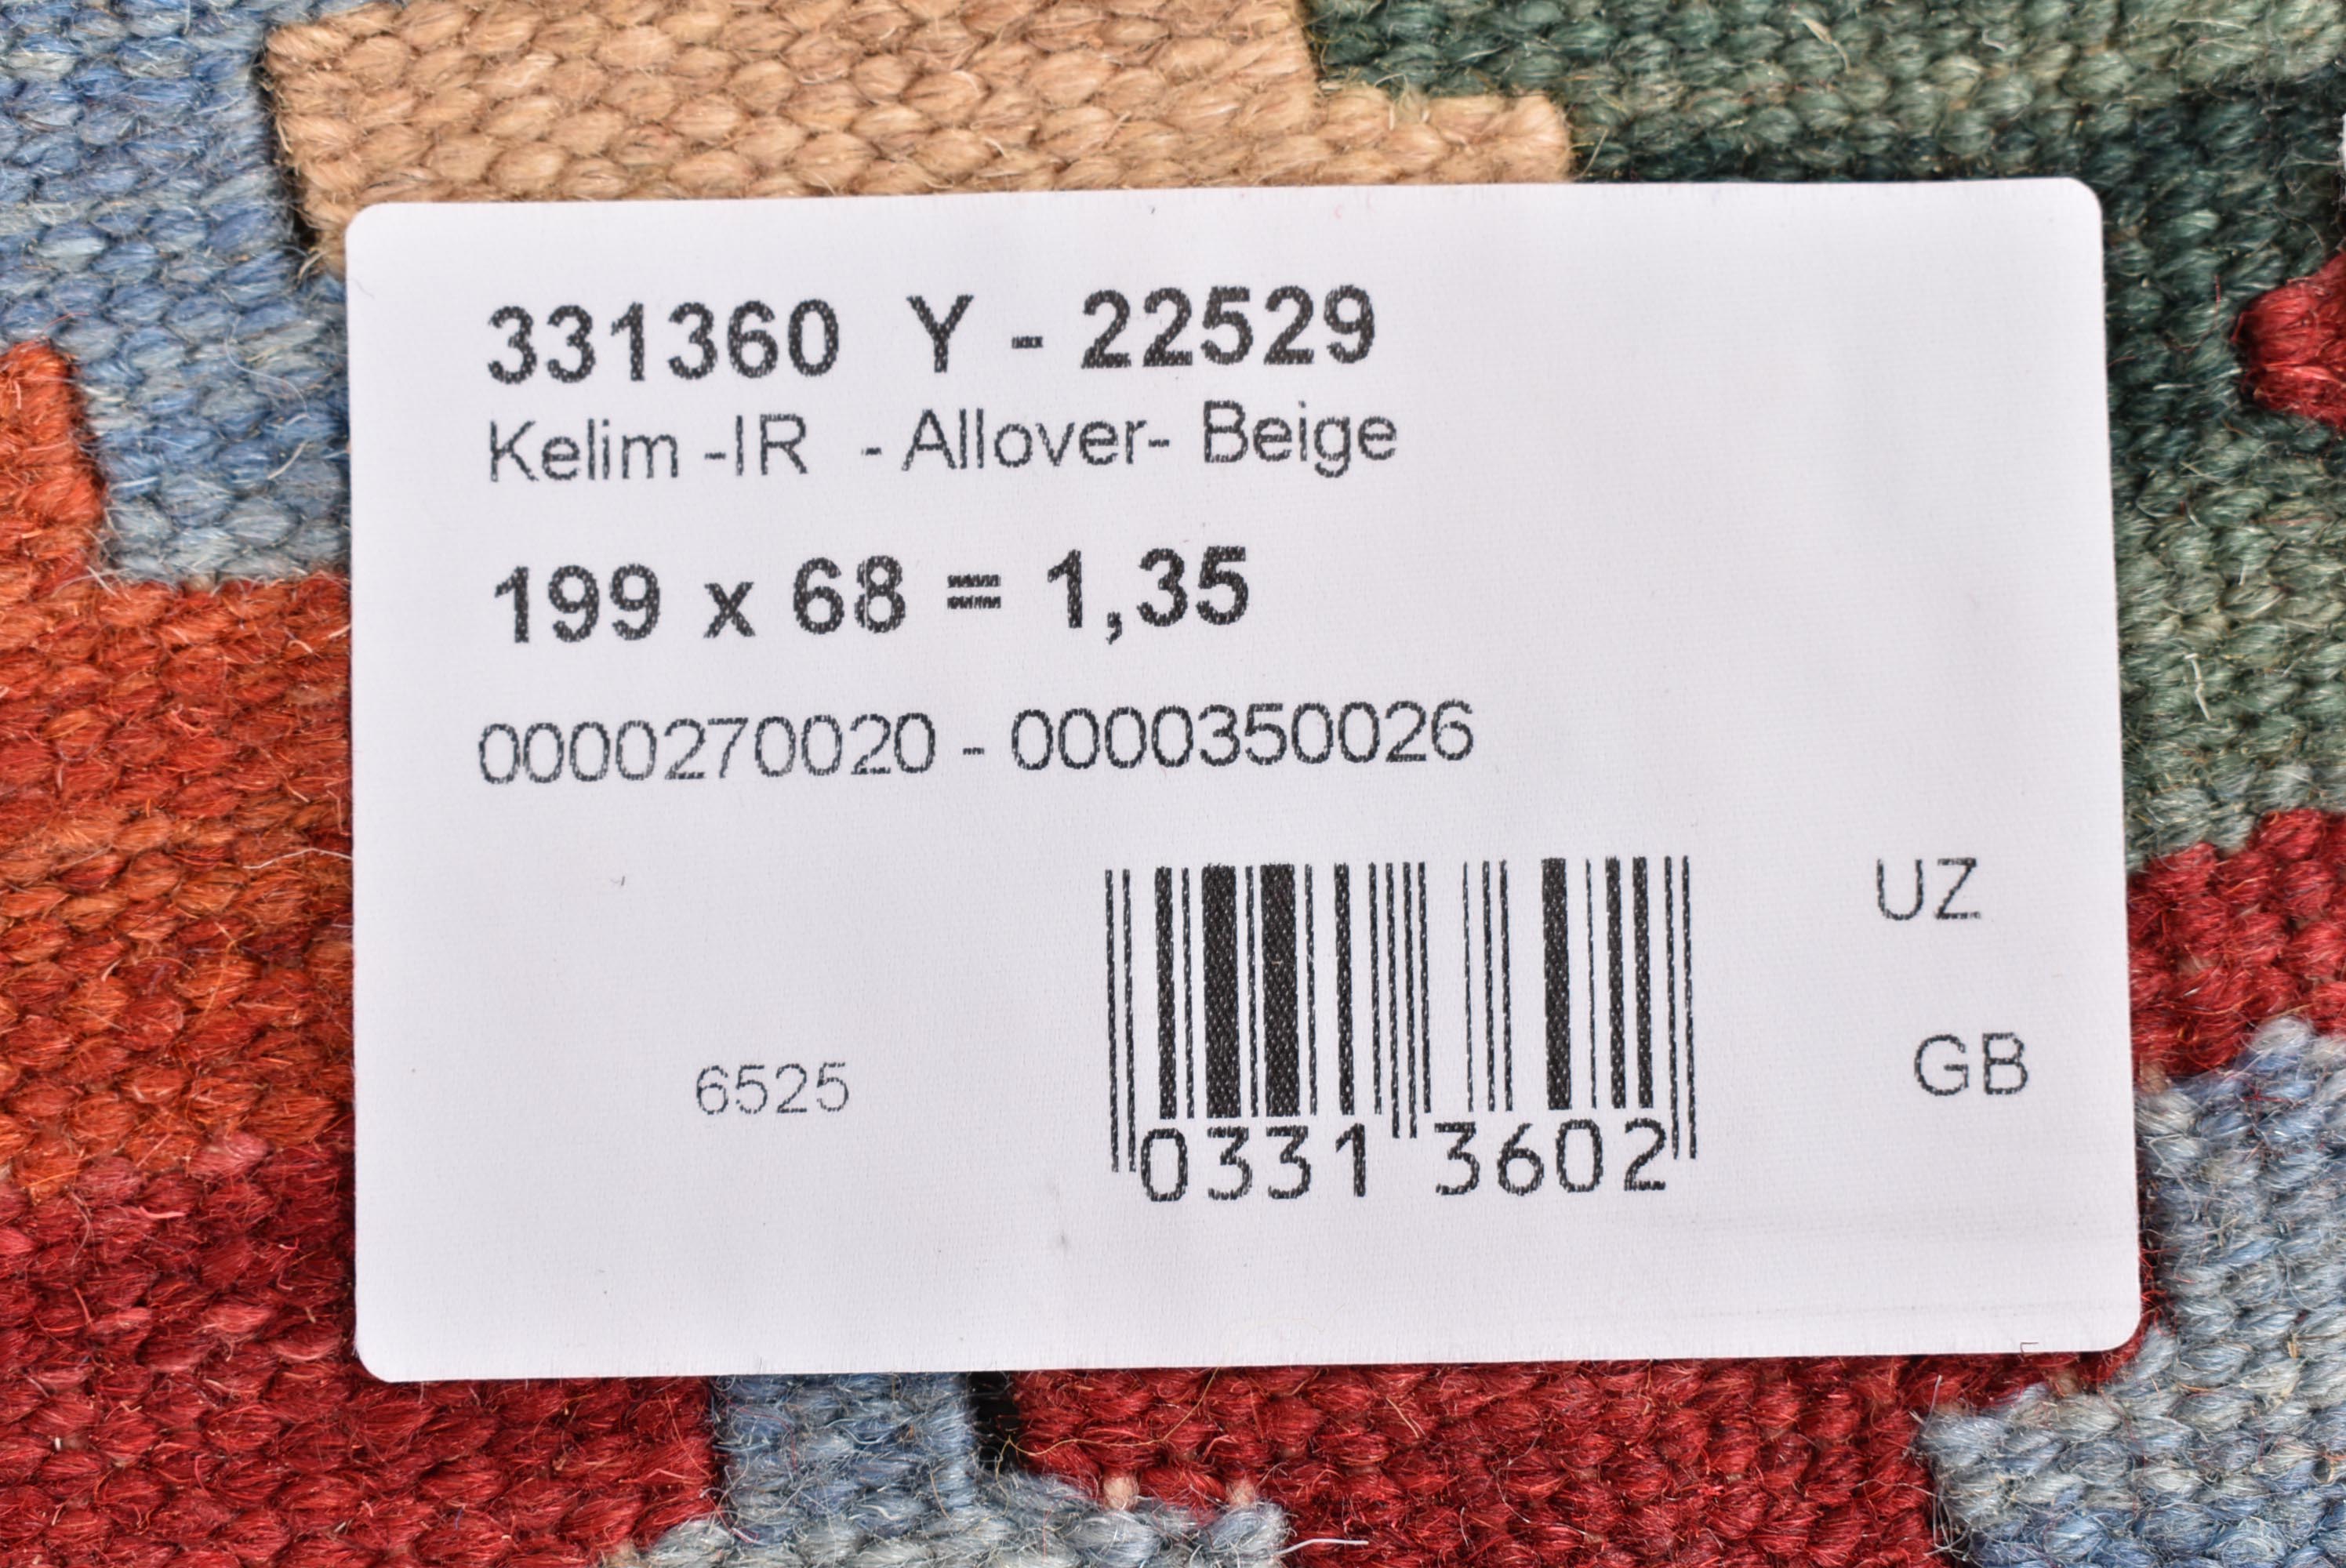 331360 Y - 22529
Kelim -IR - Allover- Beige
199 x 68 = 1,35
0000270020 - 0000350026
UZ
6525
GB
0331 3602